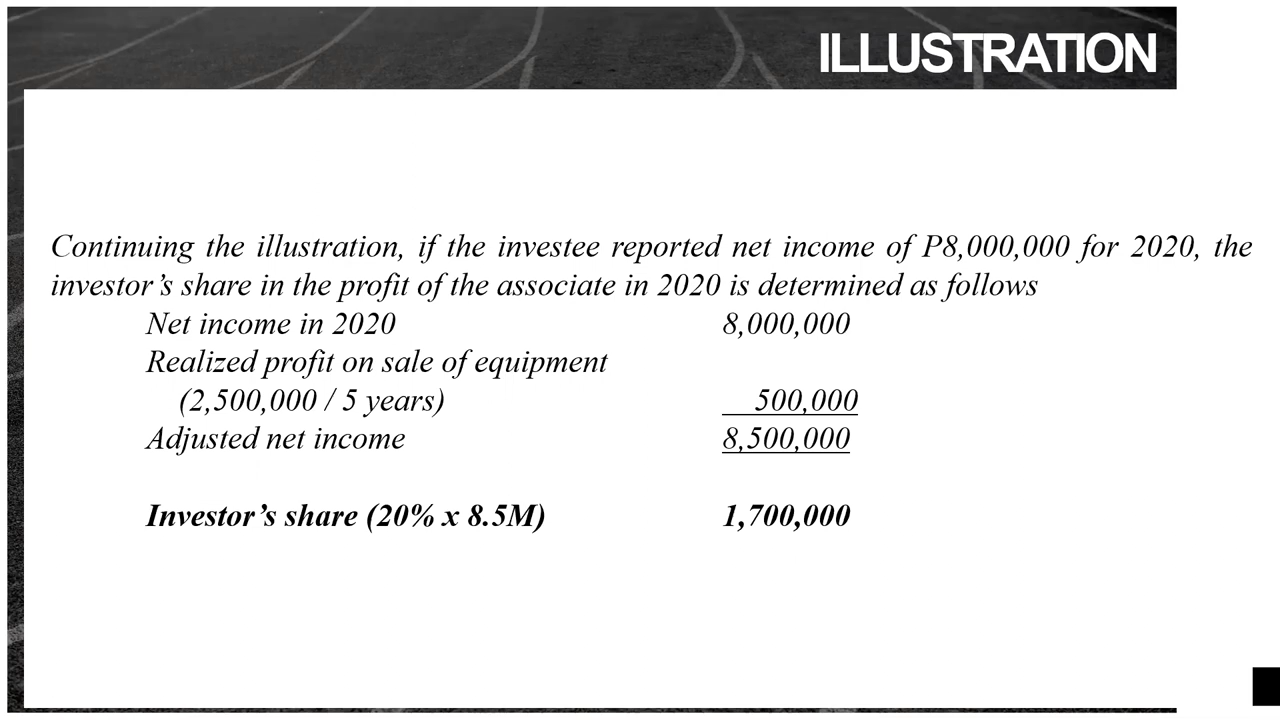 ILLUSTRATION
Continuing the illustration, if the investee reported net income of P8,000,000 for 2020, the
investor’s share in the profit of the associate in 2020 is determined as follows
Net income in 2020 8,000,000
Realized profit on sale of equipment
(2,500,000 / 5 years) 500,000
Adjusted net income 8,500,000
Investor’s share (20% x 8.5M) 1,700,000